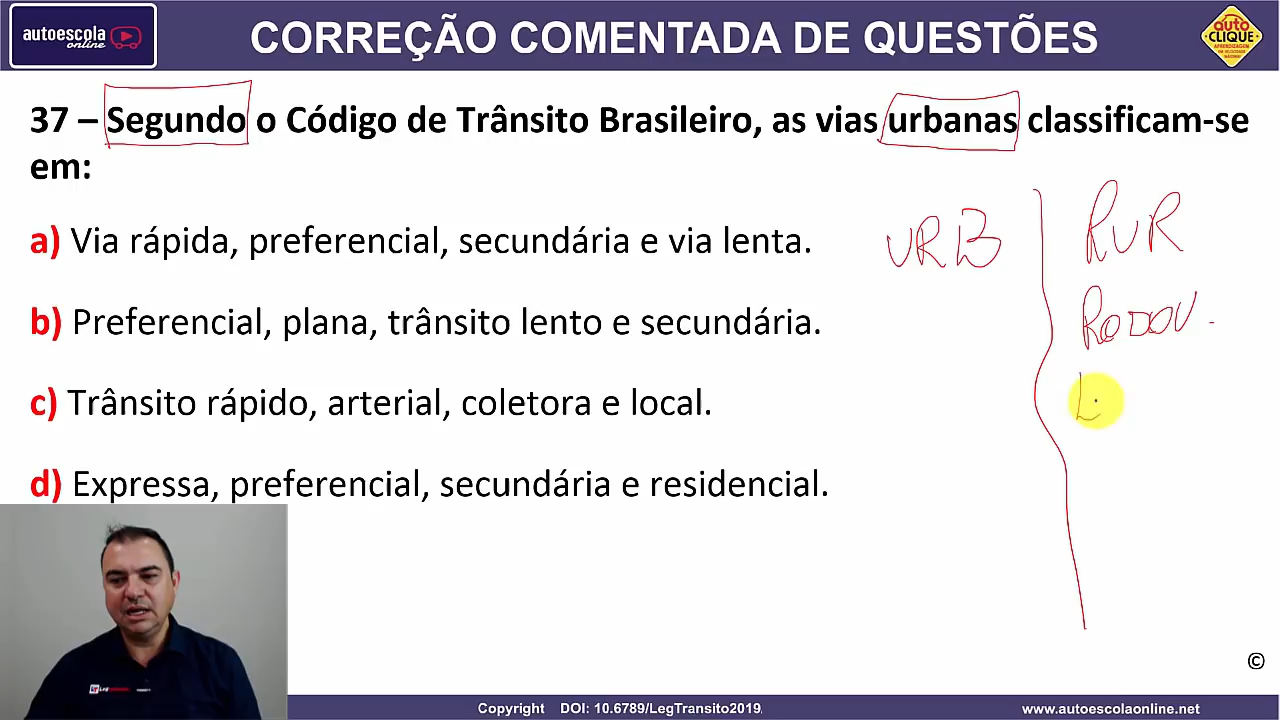 autoescola
online
CORREÇÃO COMENTADA DE QUESTÕES
auto
CLIQUE
37 – Segundo o Código de Trânsito Brasileiro, as vias urbanas classificam-se
em:
a) Via rápida, preferencial, secundária e via lenta.
b) Preferencial, plana, trânsito lento e secundária.
c) Trânsito rápido, arterial, coletora e local.
d) Expressa, preferencial, secundária e residencial.
URB
RUR
RODOV.
©
Copyright DOI: 10.6789/LegTransito2019.
www.autoescolaonline.net